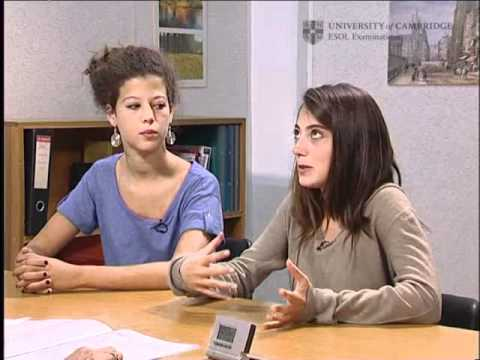 UNIVERSITY of CAMBRIDGE
ESOL Examinations